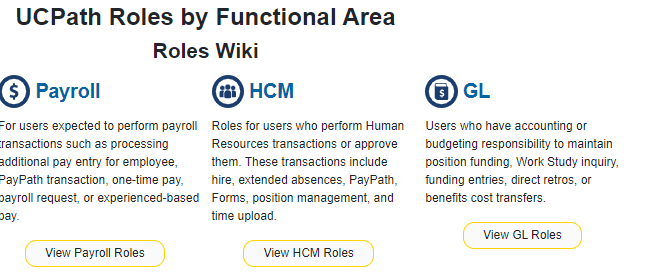 UCPath Roles by Functional Area
Roles Wiki
Payroll
For users expected to perform payroll
transactions such as processing
additional pay entry for employee,
PayPath transaction, one-time pay,
payroll request, or experienced-based
pay.
View Payroll Roles
HCM
Roles for users who perform Human
Resources transactions or approve
them. These transactions include
hire, extended absences, PayPath,
Forms, position management, and
time upload.
View HCM Roles
GL
Users who have accounting or
budgeting responsibility to maintain
position funding, Work Study inquiry,
funding entries, direct retros, or
benefits cost transfers.
View GL Roles